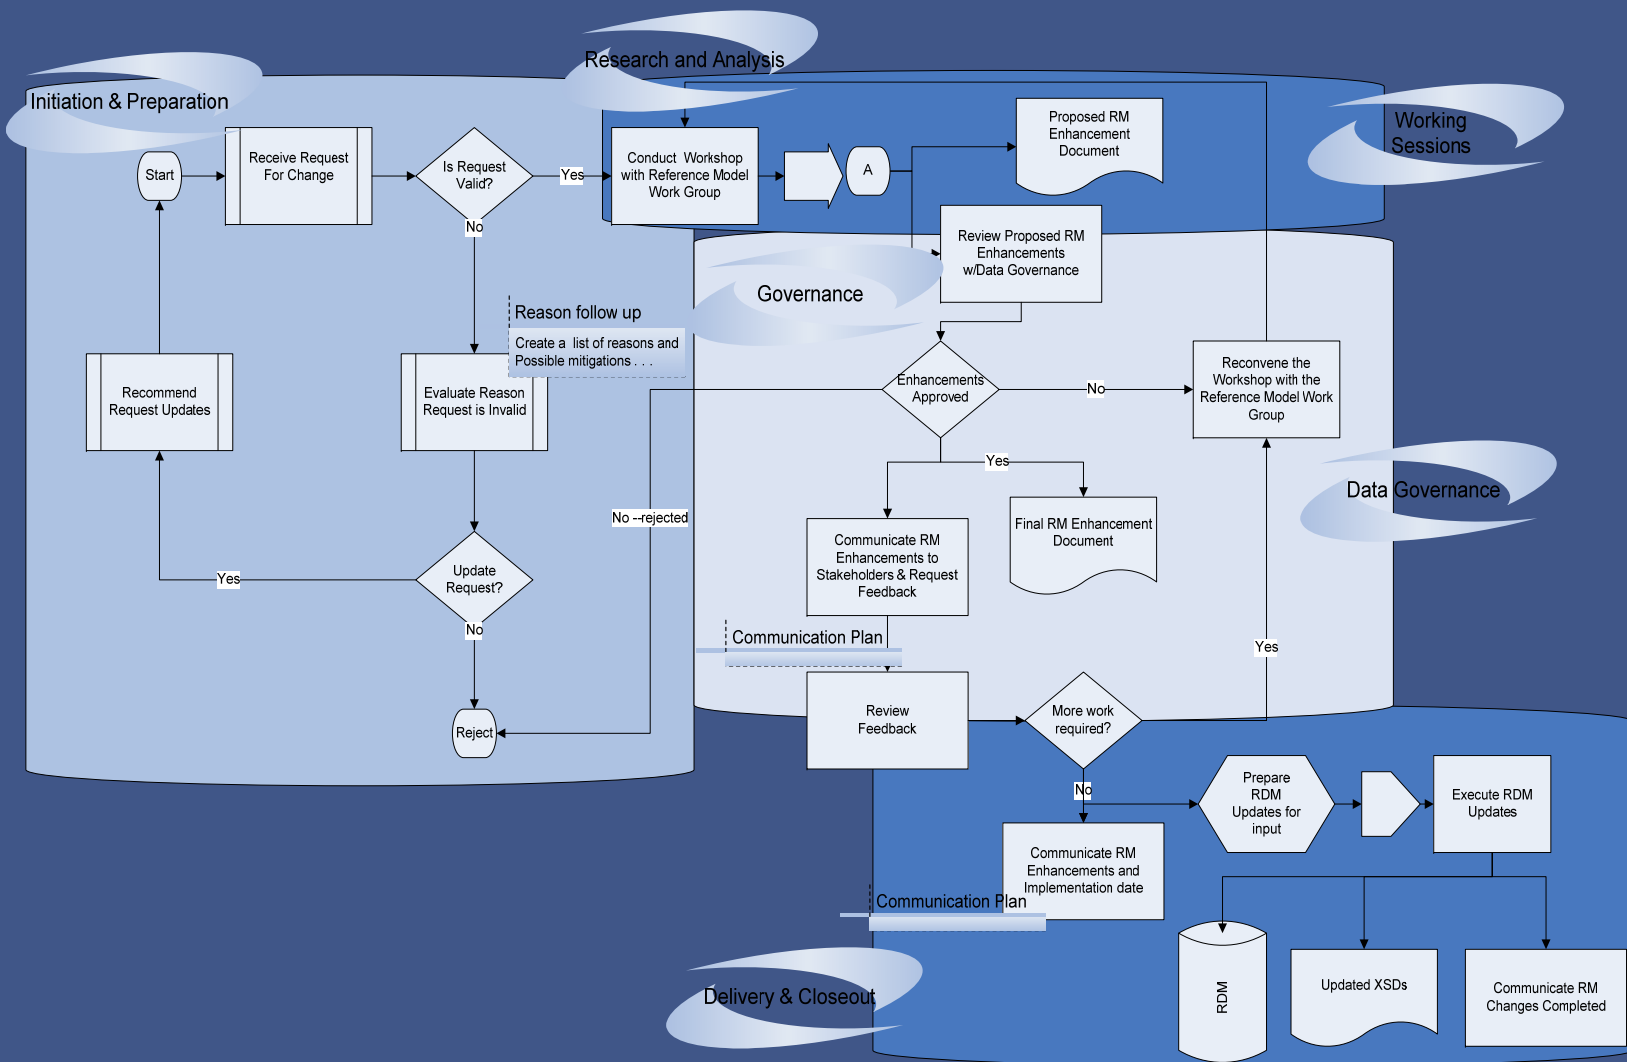 Research and Analysis
Initiation & Preparation
Working
Sessions
Start
Receive Request
For Change
Is Request
Valid?
Yes
No
Conduct Workshop
with Reference Model
Work Group
A
Proposed RM
Enhancement
Document
Review Proposed RM
Enhancements
w/Data Governance
Governance
Reason follow up
Create a list of reasons and
Possible mitigations . . .
Recommend
Request Updates
Evaluate Reason
Request is Invalid
Enhancements
Approved
No
Reconvene the
Workshop with the
Reference Model Work
Group
Yes
Data Governance
No --rejected
Communicate RM
Enhancements to
Stakeholders & Request
Feedback
Final RM Enhancement
Document
Yes
Update
Request?
No
Communication Plan
Yes
Reject
Review
Feedback
More work
required?
No
Prepare
RDM
Updates for
input
Execute RDM
Updates
Communicate RM
Enhancements and
Implementation date
Communication Plan
Delivery & Closeout
RDM
Updated XSDs
Communicate RM
Changes Completed